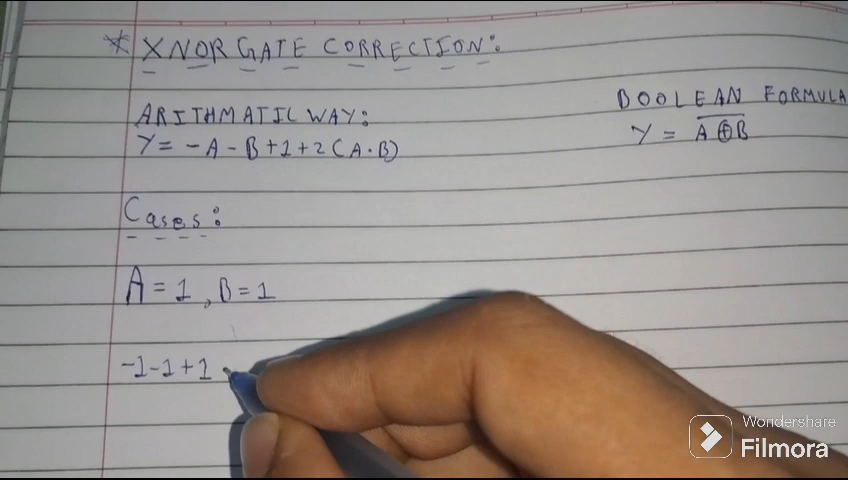 * XNOR GATE CORRECTION:
ARITHMATIC WAY:
Y = -A - B + 1 + 2 (A · B)
BOOLEAN FORMULA
Y = A̅ ̅⊕̅ ̅B̅
Cases:
A = 1 , B = 1
-1-1+1
Wondershare
Filmora